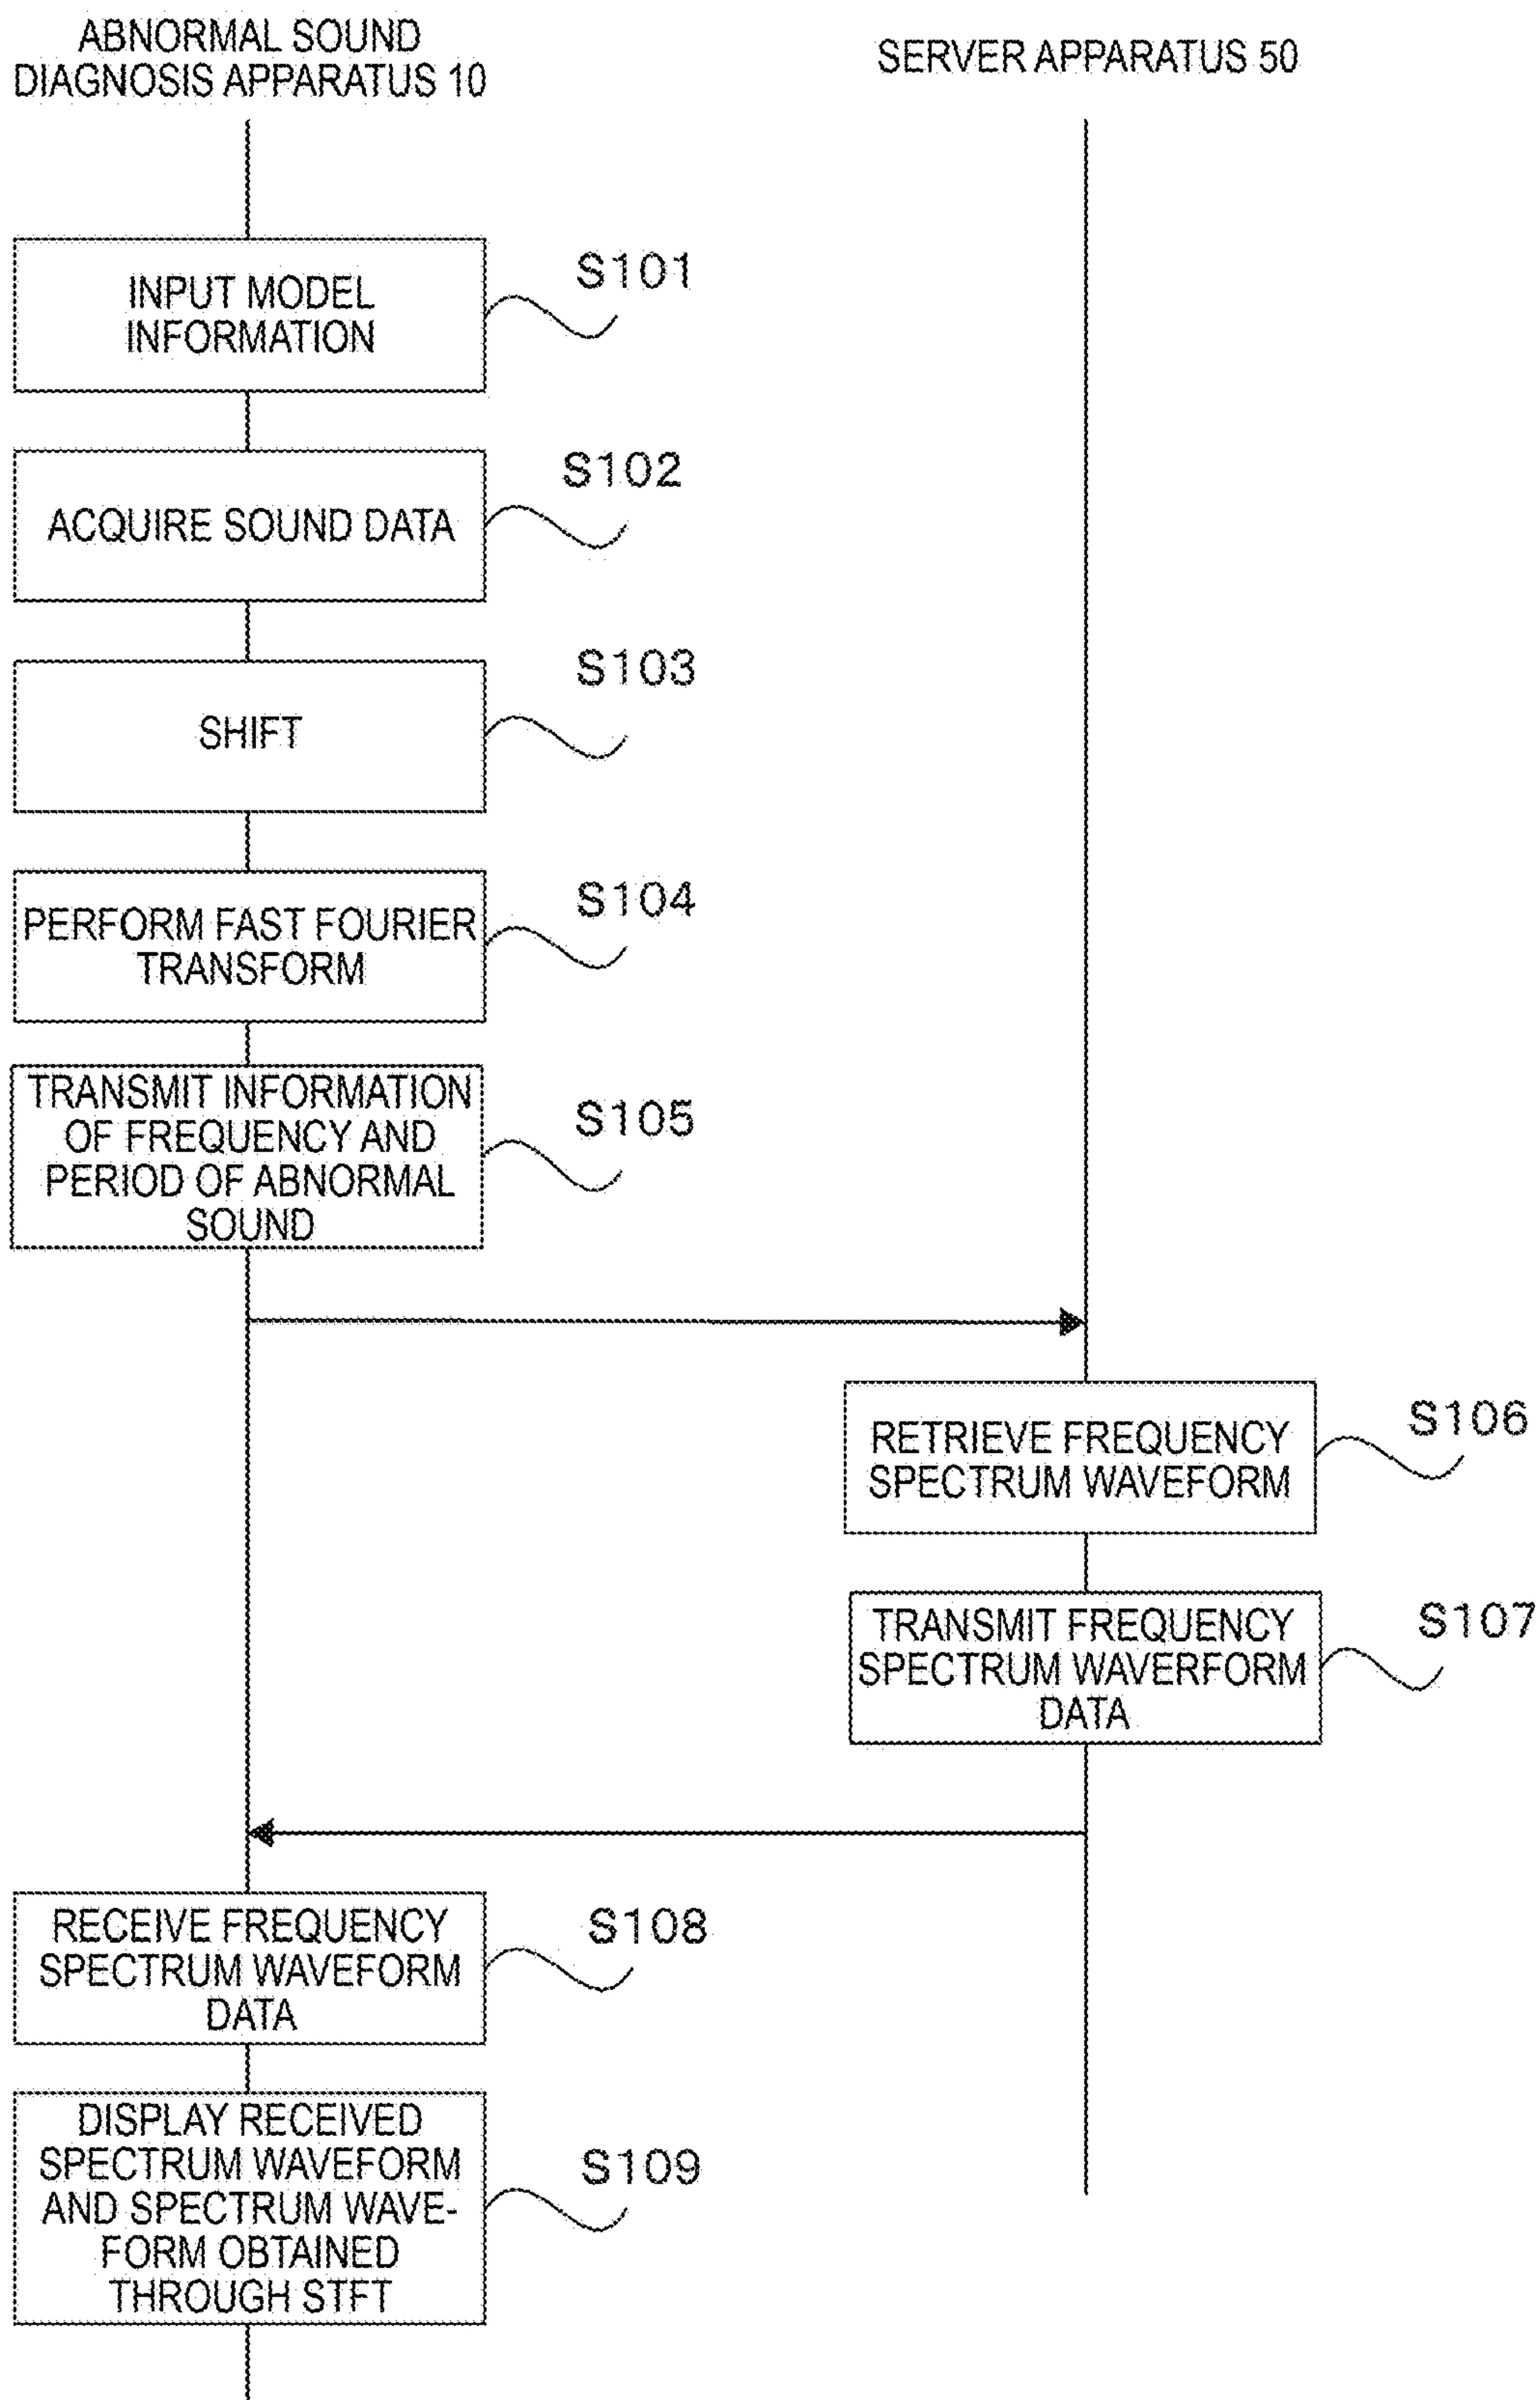 ABNORMAL SOUND
DIAGNOSIS APPARATUS 10
SERVER APPARATUS 50
INPUT MODEL
INFORMATION
S101
ACQUIRE SOUND DATA
S102
SHIFT
S103
PERFORM FAST FOURIER
TRANSFORM
S104
TRANSMIT INFORMATION
OF FREQUENCY AND
PERIOD OF ABNORMAL
SOUND
S105
RETRIEVE FREQUENCY
SPECTRUM WAVEFORM
S106
TRANSMIT FREQUENCY
SPECTRUM WAVERFORM
DATA
S107
RECEIVE FREQUENCY
SPECTRUM WAVEFORM
DATA
S108
DISPLAY RECEIVED
SPECTRUM WAVEFORM
AND SPECTRUM WAVE-
FORM OBTAINED
THROUGH STFT
S109